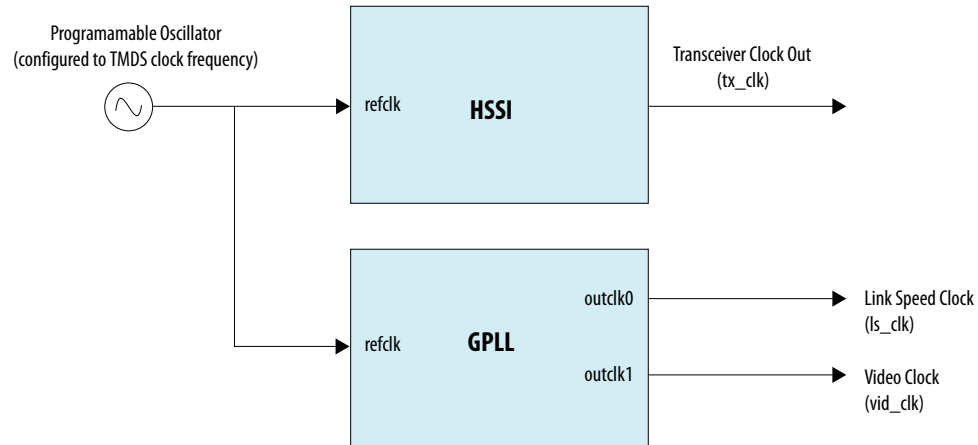 Programamable Oscillator
(configured to TMDS clock frequency)
refclk
HSSI
Transceiver Clock Out
(tx_clk)
refclk
GPLL
outclk0
outclk1
Link Speed Clock
(ls_clk)
Video Clock
(vid_clk)